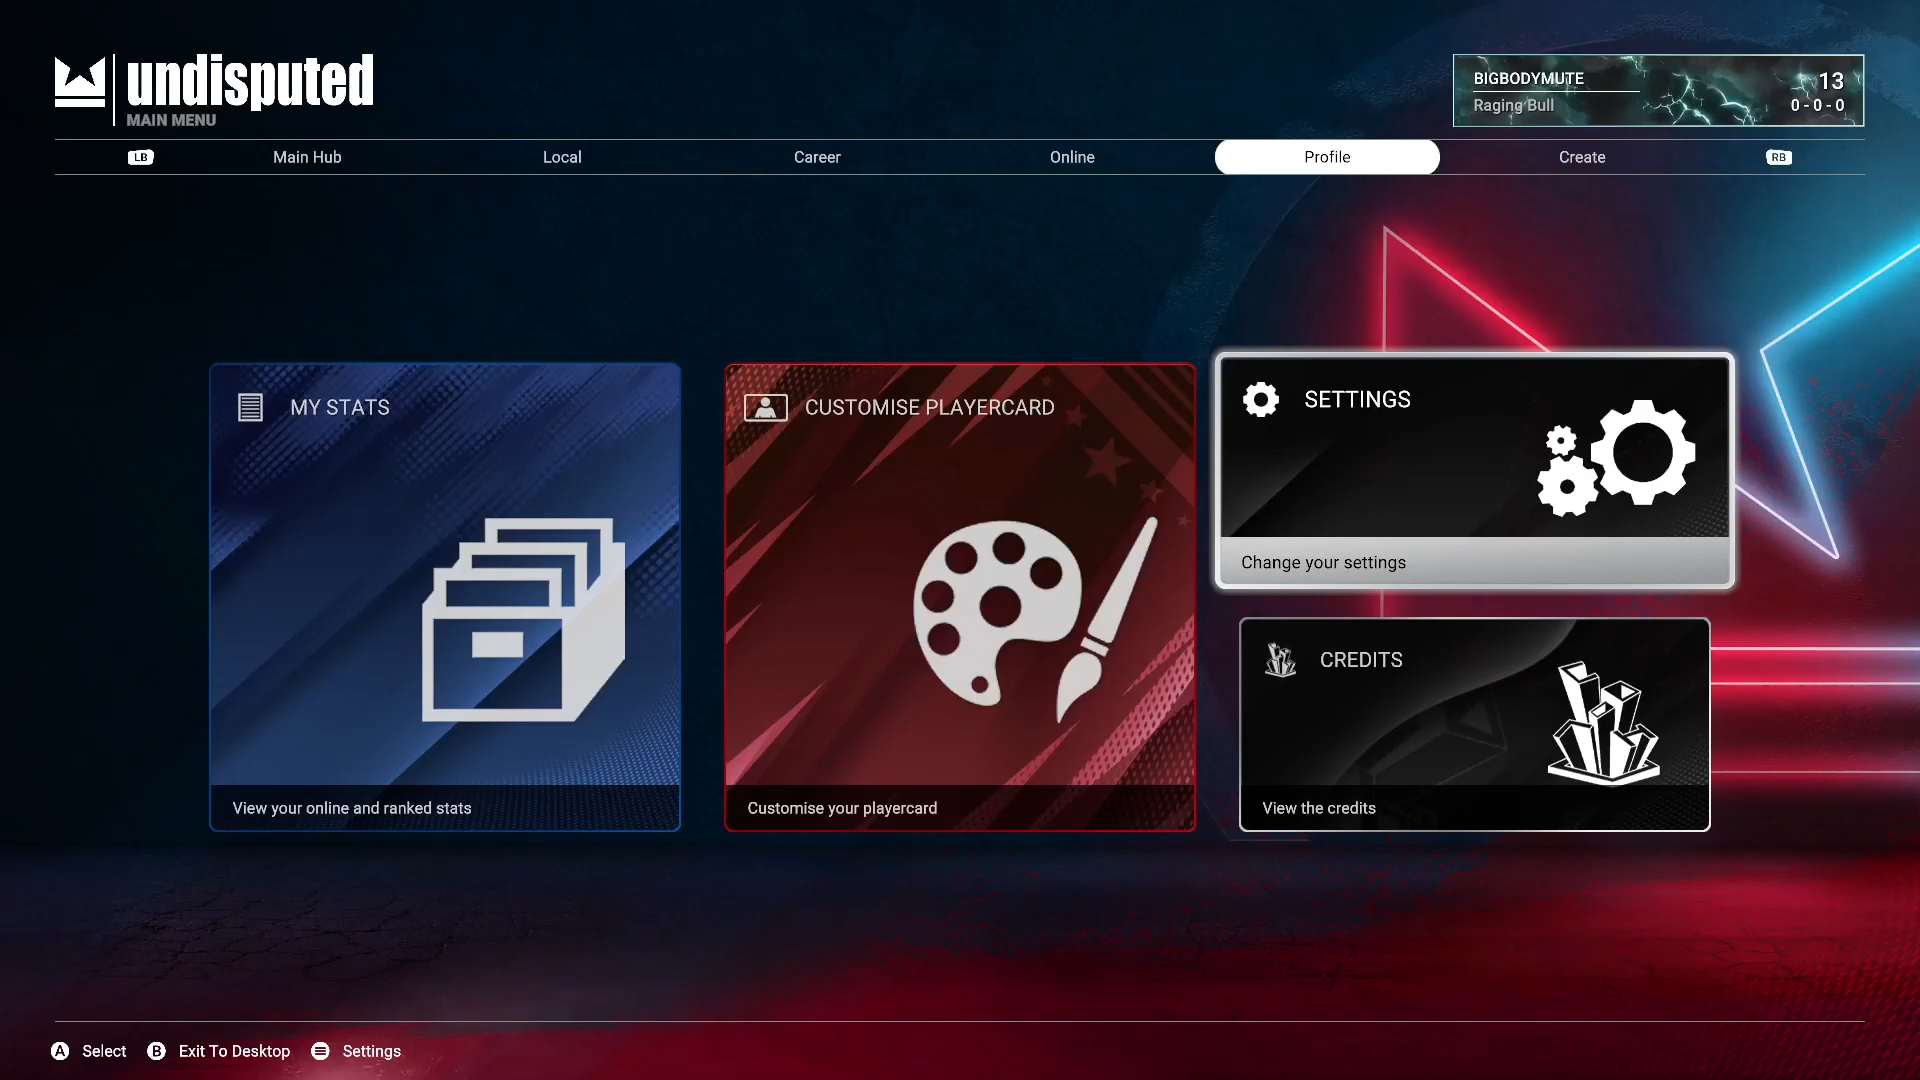 undisputed
MAIN MENU
BIGBODYMUTE
13
Raging Bull
0 - 0 - 0
LB
Main Hub
Local
Career
Online
Profile
Create
RB
MY STATS
View your online and ranked stats
CUSTOMISE PLAYERCARD
Customise your playercard
SETTINGS
Change your settings
CREDITS
View the credits
A Select
B Exit To Desktop
Settings